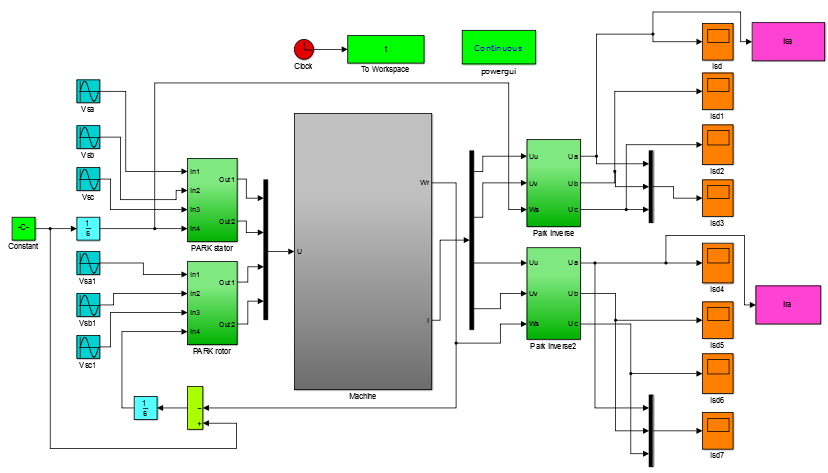 Clock
t
To Workspace
Continuous
powergui
Isd
Isa
Vsa
Vsb
Vsc
-C-
Constant
1
s
In1
In2
In3
In4
Out1
Out2
PARK stator
Vsa1
Vsb1
Vsc1
In1
In2
In3
In4
Out1
Out2
PARK rotor
1
s
−
+
U
Wr
I
Machine
Uu
Uv
Ws
Ua
Ub
Uc
Park Inverse
Uu
Uv
Ws
Ua
Ub
Uc
Park Inverse2
Isd1
Isd2
Isd3
Isd4
Ira
Isd5
Isd6
Isd7